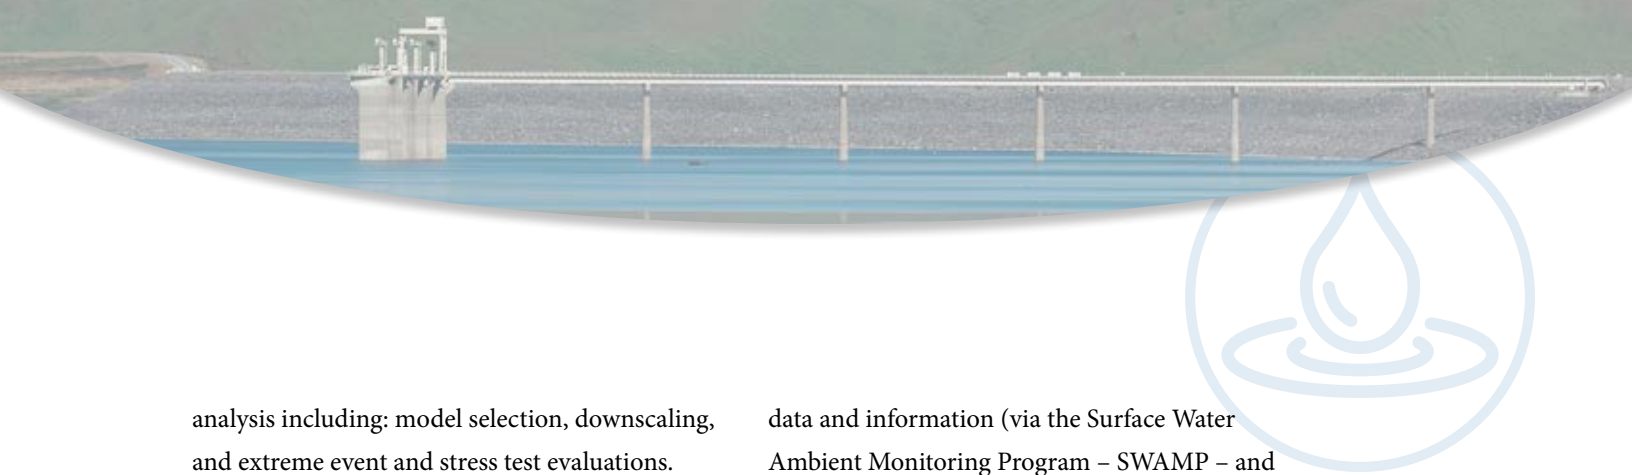 analysis including: model selection, downscaling,
and extreme event and stress test evaluations.
data and information (via the Surface Water
Ambient Monitoring Program – SWAMP – and